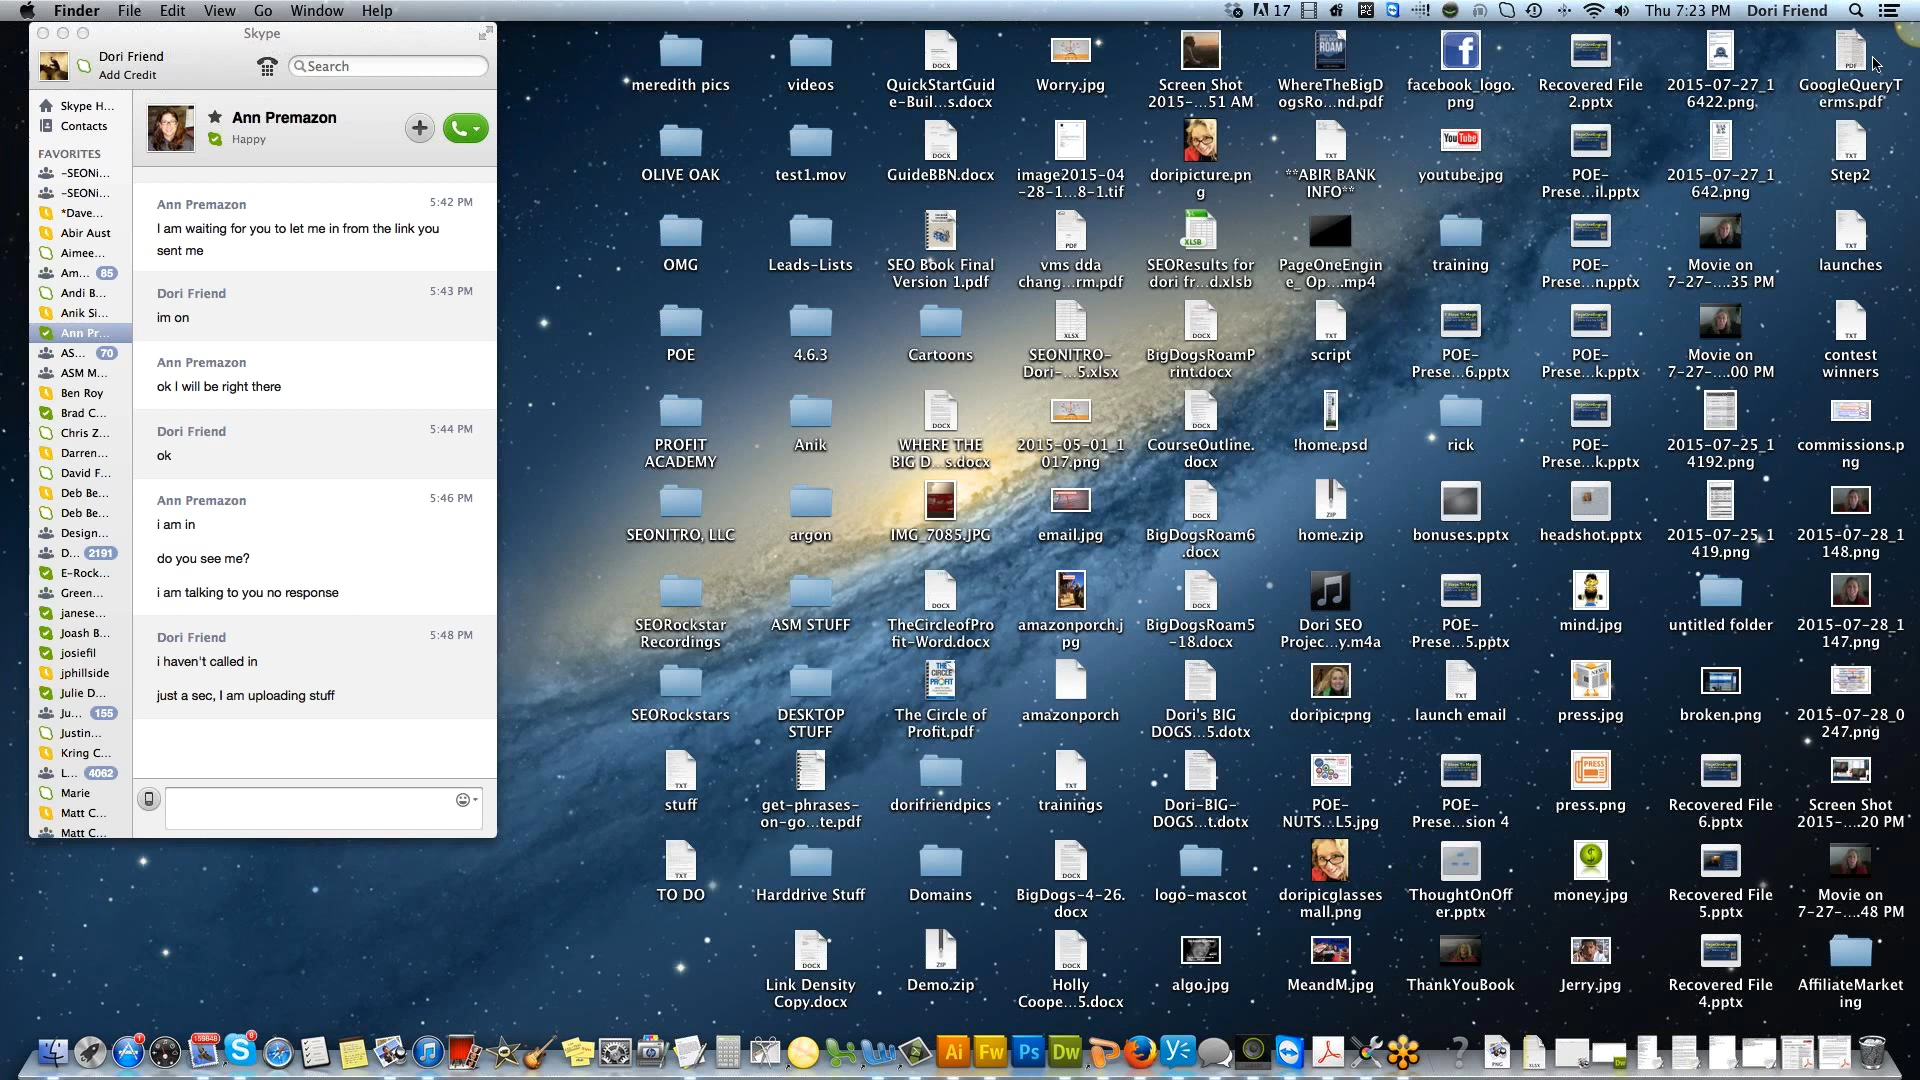 Finder File Edit View Go Window Help
17 Thu 7:23 PM Dori Friend
Skype
Dori Friend
Add Credit
Search
Skype H...
Contacts
FAVORITES
~SEONi...
~SEONi...
*Dave...
Abir Aust
Aimee...
Am... 85
Andi B...
Anik Si...
Ann Pr...
AS... 70
ASM M...
Ben Roy
Brad C...
Chris Z...
Darren...
David F...
Deb Be...
Deb Be...
Design...
D... 2191
E-Rock...
Green...
janese...
Joash B...
josiefil
jphillside
Julie D...
Ju... 155
Justin...
Kring C...
L... 4062
Marie
Matt C...
Matt C...
Ann Premazon
Happy
Ann Premazon 5:42 PM
I am waiting for you to let me in from the link you
sent me
Dori Friend 5:43 PM
im on
Ann Premazon
ok I will be right there
Dori Friend 5:44 PM
ok
Ann Premazon 5:46 PM
i am in
do you see me?
i am talking to you no response
Dori Friend 5:48 PM
i haven't called in
just a sec, I am uploading stuff
meredith pics
OLIVE OAK
OMG
POE
PROFIT
ACADEMY
SEONITRO, LLC
SEORockstar
Recordings
SEORockstars
stuff
TO DO
videos
test1.mov
Leads-Lists
4.6.3
Anik
argon
ASM STUFF
DESKTOP
STUFF
get-phrases-
on-go...te.pdf
Harddrive Stuff
Link Density
Copy.docx
QuickStartGuid
e-Buil...s.docx
GuideBBN.docx
SEO Book Final
Version 1.pdf
Cartoons
WHERE THE
BIG D...s.docx
IMG_7085.JPG
TheCircleofPro
fit-Word.docx
The Circle of
Profit.pdf
dorifriendpics
Domains
Demo.zip
Worry.jpg
image2015-04
-28-1...8-1.tif
vms dda
chang...rm.pdf
SEONITRO-
Dori-...5.xlsx
2015-05-01_1
017.png
email.jpg
amazonporch.j
pg
amazonporch
trainings
BigDogs-4-26.
docx
Holly
Coope...5.docx
Screen Shot
2015-...51 AM
doripicture.pn
g
SEOResults for
dori fr...d.xlsb
BigDogsRoamP
rint.docx
CourseOutline.
docx
BigDogsRoam6
.docx
BigDogsRoam5
-18.docx
Dori's BIG
DOGS...5.dotx
Dori-BIG-
DOGS...t.dotx
logo-mascot
algo.jpg
WhereTheBigD
ogsRo...nd.pdf
**ABIR BANK
INFO**
PageOneEngin
e_ Op....mp4
script
!home.psd
home.zip
Dori SEO
Projec...y.m4a
doripic.png
POE-
NUTS...L5.jpg
doripicglasses
mall.png
MeandM.jpg
facebook_logo.
png
youtube.jpg
training
POE-
Prese...6.pptx
rick
bonuses.pptx
POE-
Prese...5.pptx
launch email
POE-
Prese...sion 4
ThoughtOnOff
er.pptx
ThankYouBook
Recovered File
2.pptx
POE-
Prese...il.pptx
POE-
Prese...n.pptx
POE-
Prese...k.pptx
POE-
Prese...k.pptx
headshot.pptx
mind.jpg
press.jpg
press.png
money.jpg
Jerry.jpg
2015-07-27_1
6422.png
2015-07-27_1
642.png
Movie on
7-27-....35 PM
Movie on
7-27-....00 PM
2015-07-25_1
4192.png
2015-07-25_1
419.png
untitled folder
broken.png
Recovered File
6.pptx
Recovered File
5.pptx
Recovered File
4.pptx
GoogleQueryT
erms.pdf
Step2
launches
contest
winners
commissions.p
ng
2015-07-28_1
148.png
2015-07-28_1
147.png
2015-07-28_0
247.png
Screen Shot
2015-....20 PM
Movie on
7-27-....48 PM
AffiliateMarket
ing
Ai Fw Ps Dw